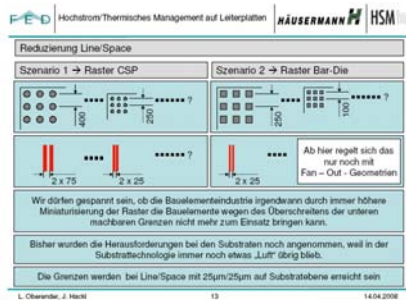 FED
Hochstrom/Thermisches Management auf Leiterplatten
HÄUSERMANN
HSM
Reduzierung Line/Space
Szenario 1 → Raster CSP
Szenario 2 → Raster Bar-Die
400
250
?
250
100
?
2 x 75
2 x 25
?
2 x 25
Ab hier regelt sich das
nur noch mit
Fan – Out - Geometrien
Wir dürfen gespannt sein, ob die Bauelementeindustrie irgendwann durch immer höhere
Miniaturisierung der Raster die Bauelemente wegen des Überschreitens der unteren
machbaren Grenzen nicht mehr zum Einsatz bringen kann.
Bisher wurden die Herausforderungen bei den Substraten noch angenommen, weil in der
Substrattechnologie immer noch etwas „Luft“ übrig blieb.
Die Grenzen werden bei Line/Space mit 25µm/25µm auf Substratebene erreicht sein
L. Oberender, J. Hackl
13
14.04.2008